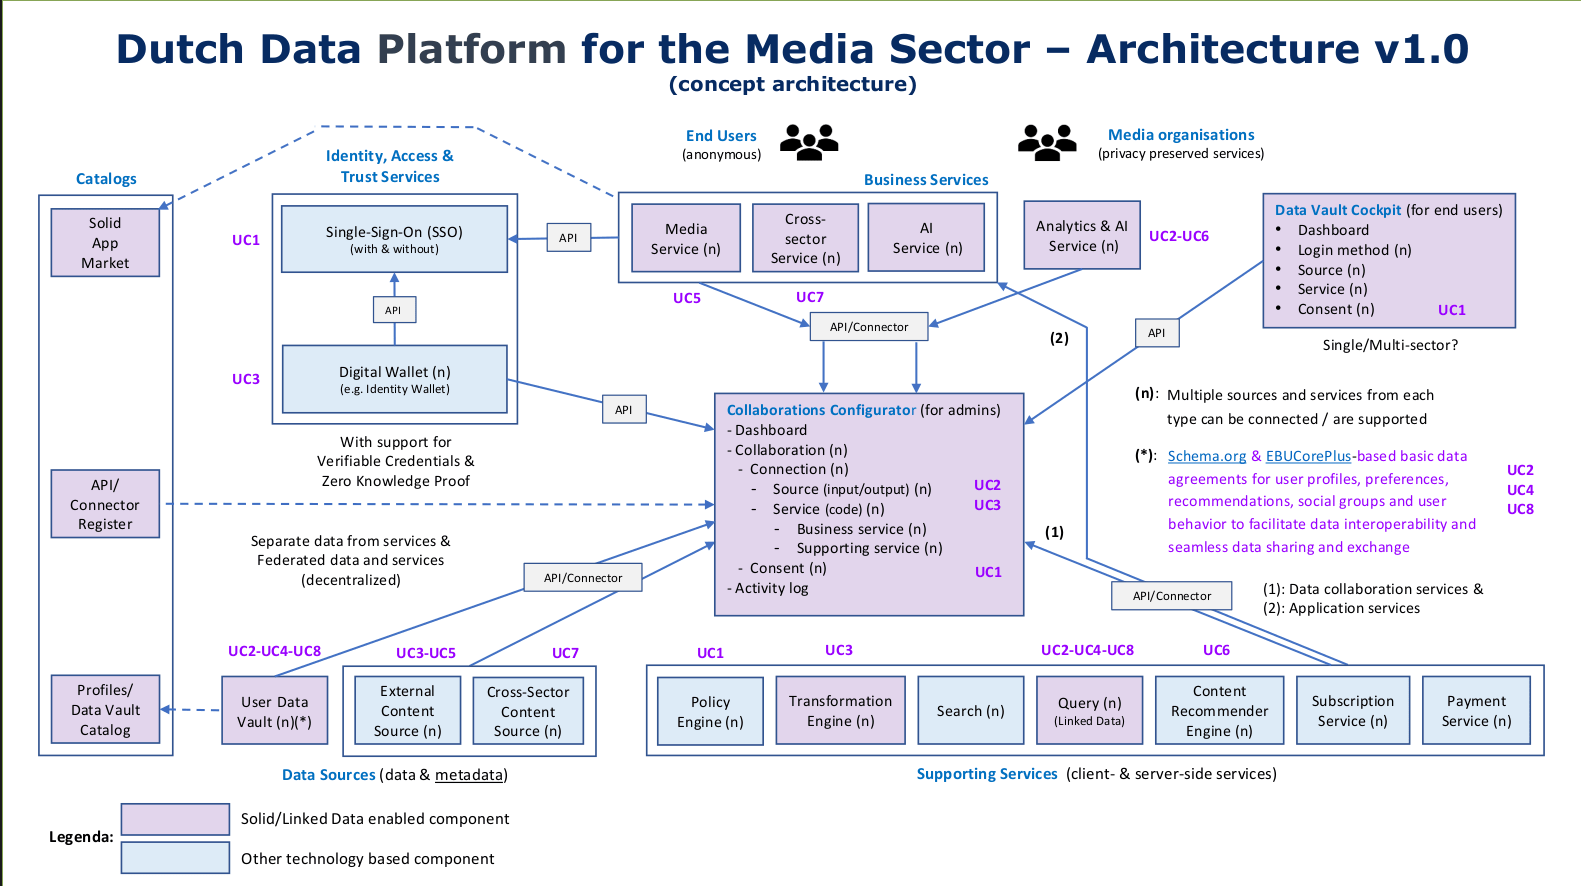 Dutch Data Platform for the Media Sector – Architecture v1.0
(concept architecture)
End Users
(anonymous)
Media organisations
(privacy preserved services)
Catalogs
Solid
App
Market
API/
Connector
Register
Profiles/
Data Vault
Catalog
Identity, Access &
Trust Services
UC1
Single-Sign-On (SSO)
(with & without)
API
UC3
Digital Wallet (n)
(e.g. Identity Wallet)
With support for
Verifiable Credentials &
Zero Knowledge Proof
API
API
Business Services
Media
Service (n)
Cross-
sector
Service (n)
AI
Service (n)
UC5
UC7
Analytics & AI
Service (n)
UC2-UC6
API/Connector
(2)
API
Data Vault Cockpit (for end users)
• Dashboard
• Login method (n)
• Source (n)
• Service (n)
• Consent (n)
UC1
Single/Multi-sector?
Collaborations Configurator (for admins)
- Dashboard
- Collaboration (n)
- Connection (n)
- Source (input/output) (n)
UC2
- Service (code) (n)
UC3
- Business service (n)
- Supporting service (n)
- Consent (n)
UC1
- Activity log
(n): Multiple sources and services from each
type can be connected / are supported
(*): Schema.org & EBUCorePlus-based basic data
agreements for user profiles, preferences,
recommendations, social groups and user
behavior to facilitate data interoperability and
seamless data sharing and exchange
UC2
UC4
UC8
(1)
API/Connector
(1): Data collaboration services &
(2): Application services
Separate data from services &
Federated data and services
(decentralized)
API/Connector
UC2-UC4-UC8
UC3-UC5
UC7
User Data
Vault (n)(*)
External
Content
Source (n)
Cross-Sector
Content
Source (n)
Data Sources (data & metadata)
UC1
UC3
UC2-UC4-UC8
UC6
Policy
Engine (n)
Transformation
Engine (n)
Search (n)
Query (n)
(Linked Data)
Content
Recommender
Engine (n)
Subscription
Service (n)
Payment
Service (n)
Supporting Services (client- & server-side services)
Legenda:
Solid/Linked Data enabled component
Other technology based component